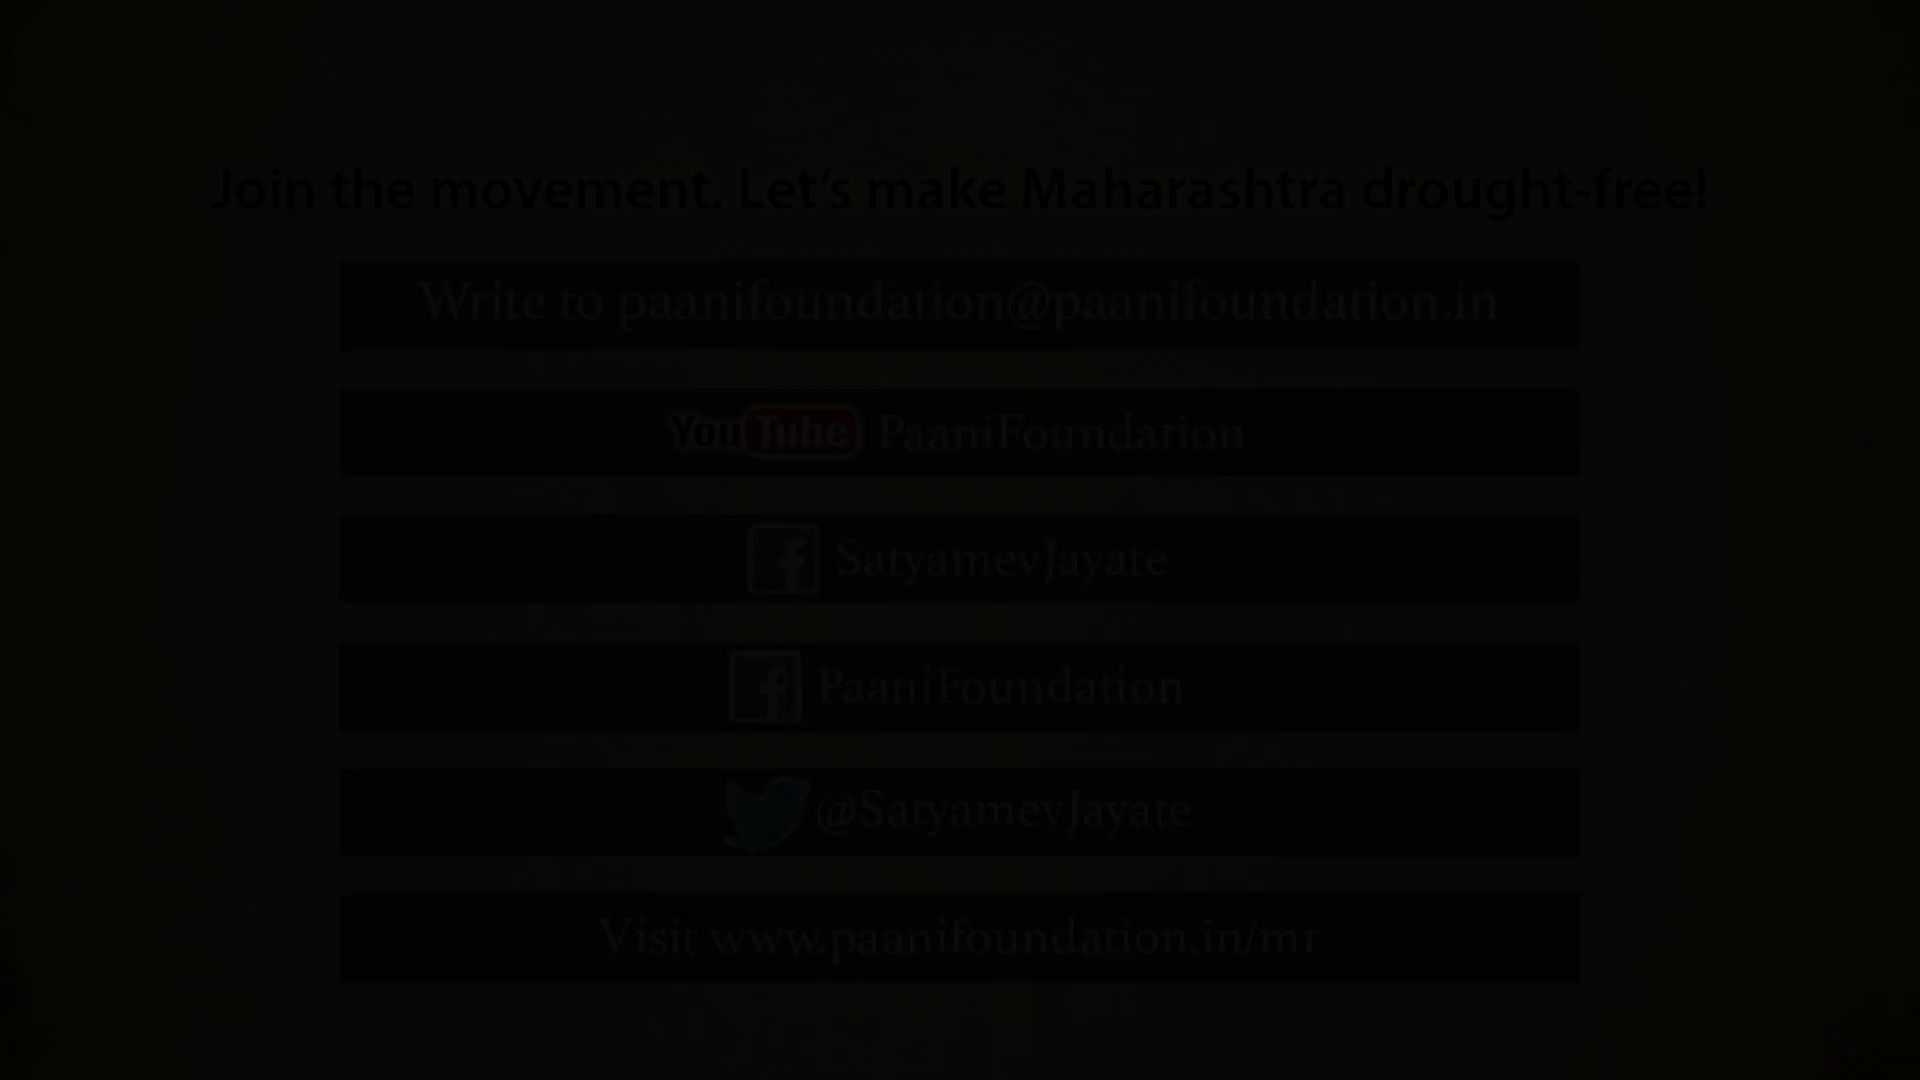 Join the movement. Let’s make Maharashtra drought-free!
Write to paanifoundation@paanifoundation.in
YouTube PaaniFoundation
f SatyamevJayate
f PaaniFoundation
@SatyamevJayate
Visit www.paanifoundation.in/mr